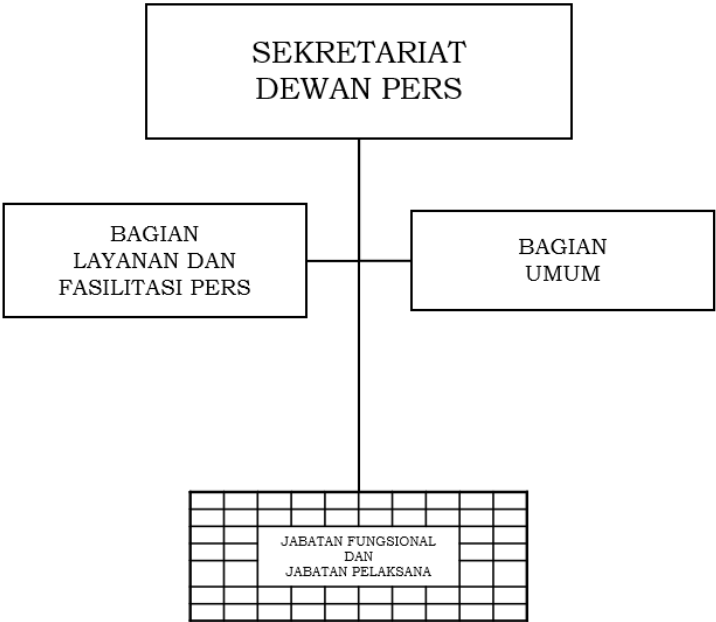 SEKRETARIAT
DEWAN PERS
BAGIAN
LAYANAN DAN
FASILITASI PERS
BAGIAN
UMUM
JABATAN FUNGSIONAL
DAN
JABATAN PELAKSANA